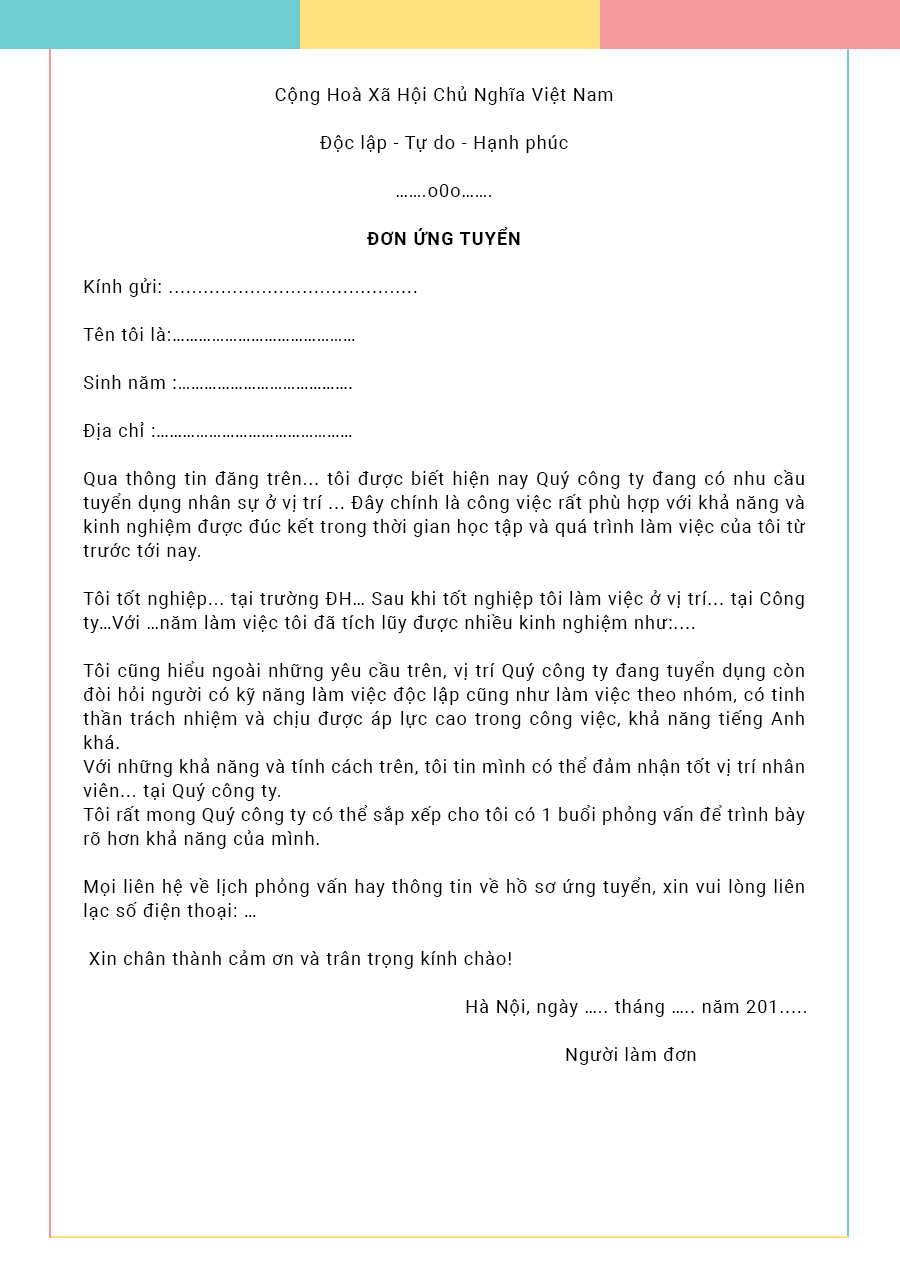 Cộng Hoà Xã Hội Chủ Nghĩa Việt Nam
Độc lập - Tự do - Hạnh phúc
…….o0o…….
ĐƠN ỨNG TUYỂN
Kính gửi: ...........................................
Tên tôi là:……………………………………
Sinh năm :………………………………….
Địa chỉ :………………………………………
Qua thông tin đăng trên... tôi được biết hiện nay Quý công ty đang có nhu cầu
tuyển dụng nhân sự ở vị trí ... Đây chính là công việc rất phù hợp với khả năng và
kinh nghiệm được đúc kết trong thời gian học tập và quá trình làm việc của tôi từ
trước tới nay.
Tôi tốt nghiệp... tại trường ĐH… Sau khi tốt nghiệp tôi làm việc ở vị trí... tại Công
ty…Với …năm làm việc tôi đã tích lũy được nhiều kinh nghiệm như:....
Tôi cũng hiểu ngoài những yêu cầu trên, vị trí Quý công ty đang tuyển dụng còn
đòi hỏi người có kỹ năng làm việc độc lập cũng như làm việc theo nhóm, có tinh
thần trách nhiệm và chịu được áp lực cao trong công việc, khả năng tiếng Anh
khá.
Với những khả năng và tính cách trên, tôi tin mình có thể đảm nhận tốt vị trí nhân
viên... tại Quý công ty.
Tôi rất mong Quý công ty có thể sắp xếp cho tôi có 1 buổi phỏng vấn để trình bày
rõ hơn khả năng của mình.
Mọi liên hệ về lịch phỏng vấn hay thông tin về hồ sơ ứng tuyển, xin vui lòng liên
lạc số điện thoại: …
Xin chân thành cảm ơn và trân trọng kính chào!
Hà Nội, ngày ….. tháng ….. năm 201.....
Người làm đơn